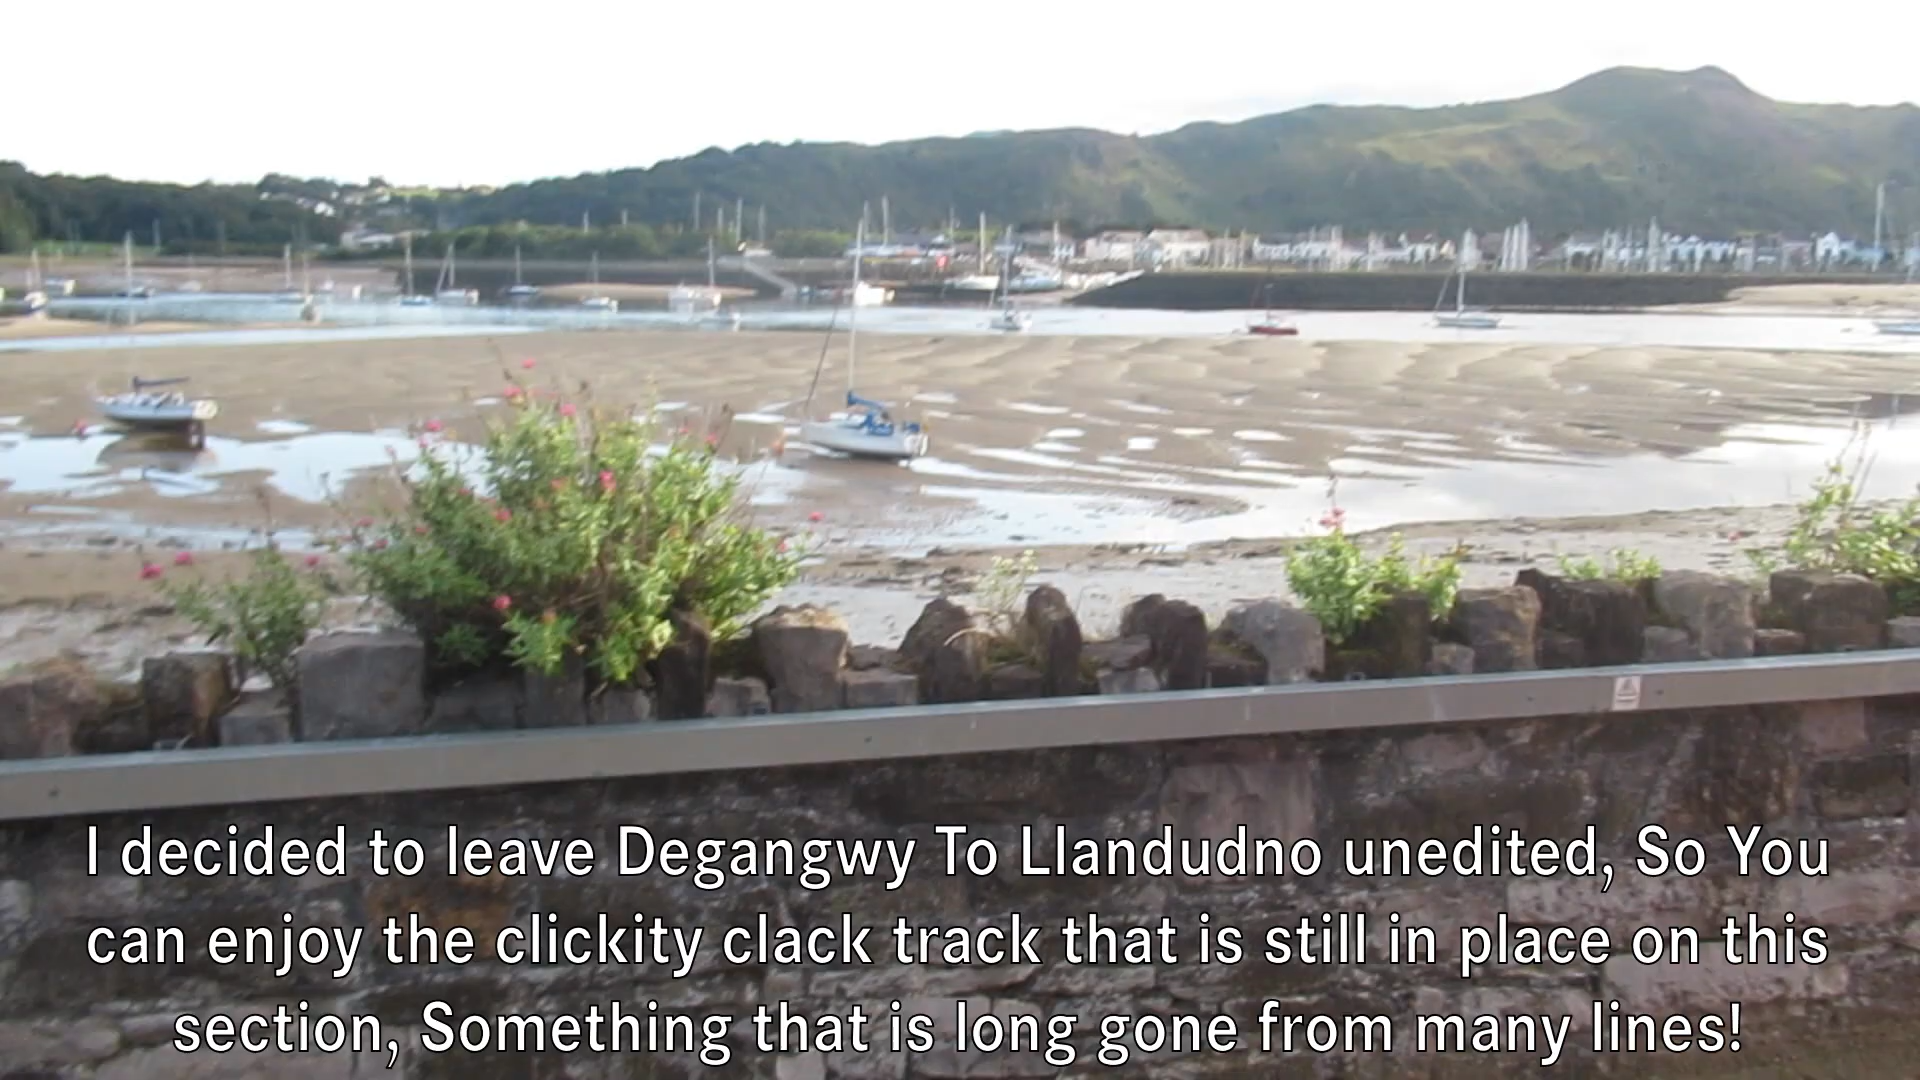 I decided to leave Degangwy To Llandudno unedited, So You
can enjoy the clickity clack track that is still in place on this
section, Something that is long gone from many lines!